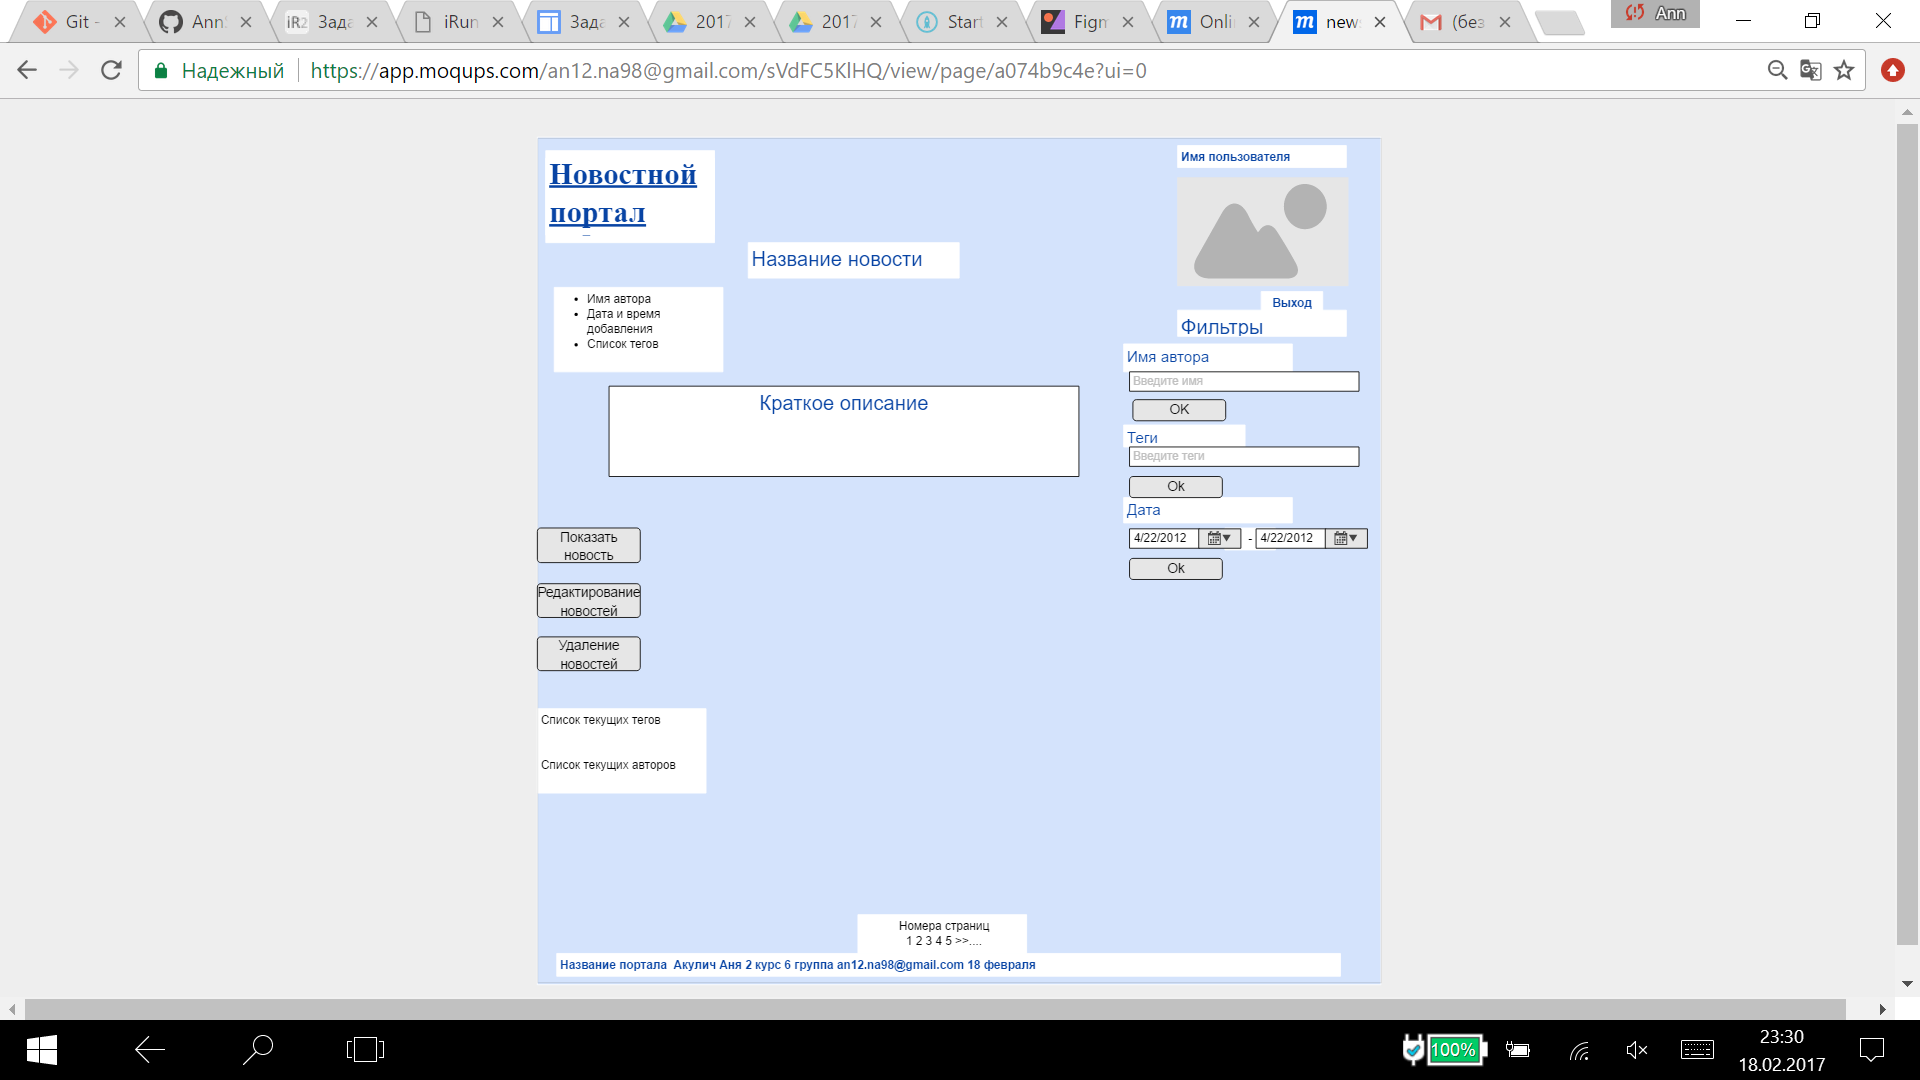 Git -
Ann
Зада
iRun
Зада
2017
2017
Start
Figm
Onli
new
(без
Ann
Надежный
https://app.moqups.com/an12.na98@gmail.com/sVdFC5KlHQ/view/page/a074b9c4e?ui=0
Новостной
портал
Имя пользователя
Название новости
Выход
Имя автора
Дата и время
добавления
Список тегов
Фильтры
Имя автора
Введите имя
OK
Краткое описание
Теги
Введите теги
Ok
Дата
4/22/2012 - 4/22/2012
Ok
Показать
новость
Редактирование
новостей
Удаление
новостей
Список текущих тегов
Список текущих авторов
Номера страниц
1 2 3 4 5 >>....
Название портала Акулич Аня 2 курс 6 группа an12.na98@gmail.com 18 февраля
100%
23:30
18.02.2017